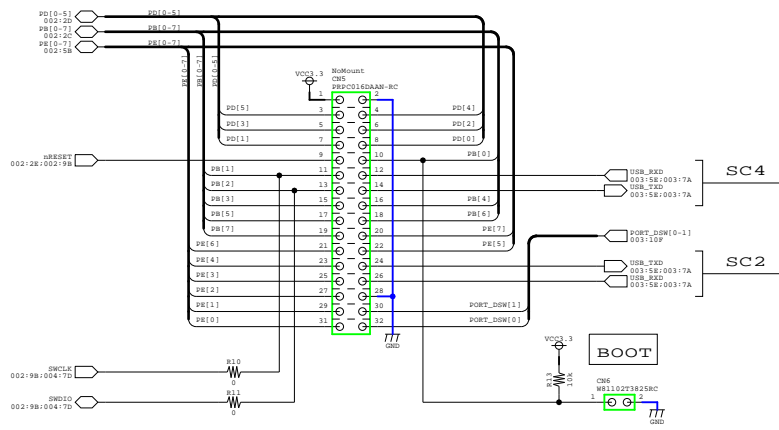 PD[0-5]
002:2D
PB[0-7]
002:2C
PE[0-7]
002:5B
PD[0-5]
PB[0-7]
PE[0-7]
PE[0-7]
PB[0-7]
PD[0-5]
NoMount
CN5
PRPC016DAAN-RC
VCC3.3
1 2
PD[5] 3 4 PD[4]
PD[3] 5 6 PD[2]
PD[1] 7 8 PD[0]
nRESET
002:2E;002:9B
9 10 PB[0]
PB[1] 11 12
PB[2] 13 14
PB[3] 15 16 PB[4]
PB[5] 17 18 PB[6]
PB[7] 19 20 PE[7]
PE[6] 21 22 PE[5]
PE[4] 23 24
PE[3] 25 26
PE[2] 27 28
PE[1] 29 30 PORT_DSW[1]
PE[0] 31 32 PORT_DSW[0]
GND
USB_RXD
003:5E;003:7A
USB_TXD
003:5E;003:7A
SC4
PORT_DSW[0-1]
003:10F
USB_TXD
003:5E;003:7A
USB_RXD
003:5E;003:7A
SC2
SWCLK
002:9B;004:7D
R10
0
SWDIO
002:9B;004:7D
R11
0
VCC3.3
R13
10k
BOOT
CN6
W81102T3825RC
1 2
GND